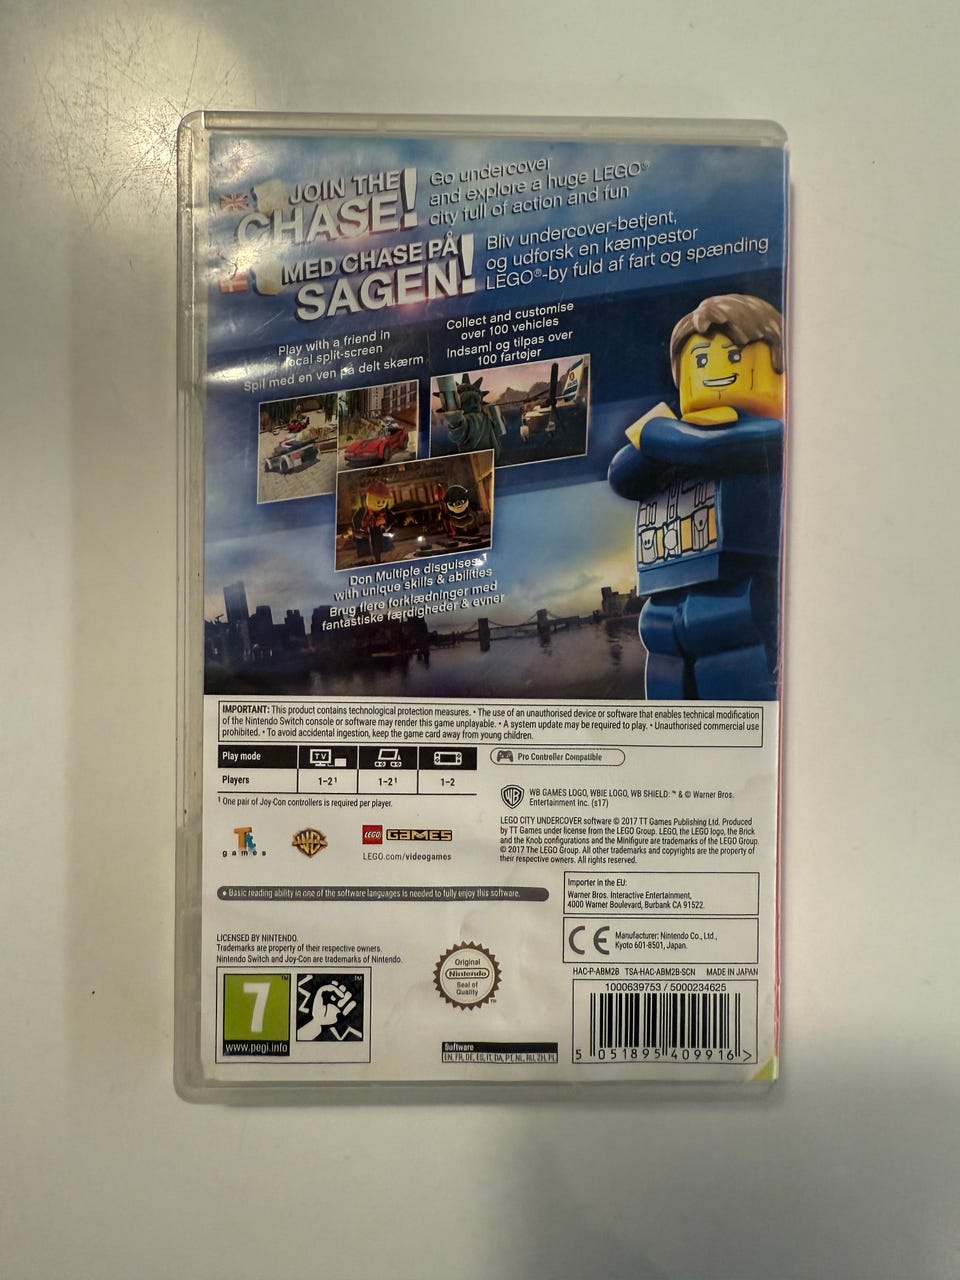 JOIN THE
CHASE!
Go undercover
and explore a huge LEGO®
city full of action and fun
MED CHASE PÅ
SAGEN!
Bliv undercover-betjent,
og udforsk en kæmpestor
LEGO®-by fuld af fart og spænding
Play with a friend in
local split-screen
Spil med en ven på delt skærm
Collect and customise
over 100 vehicles
Indsaml og tilpas over
100 fartøjer
Don Multiple disguises
with unique skills & abilities
Brug flere forklædninger med
fantastiske færdigheder & evner
IMPORTANT: This product contains technological protection measures. • The use of an unauthorised device or software that enables technical modification
of the Nintendo Switch console or software may render this game unplayable. • A system update may be required to play. • Unauthorised commercial use
prohibited. • To avoid accidental ingestion, keep the game card away from young children.
Play mode TV
Players 1-2¹ 1-2¹ 1-2
¹ One pair of Joy-Con controllers is required per player.
Pro Controller Compatible
WB GAMES LOGO, WBIE LOGO, WB SHIELD: ™ & © Warner Bros.
Entertainment Inc. (s17)
LEGO CITY UNDERCOVER software © 2017 TT Games Publishing Ltd. Produced
by TT Games under license from the LEGO Group. LEGO, the LEGO logo, the Brick
and the Knob configurations and the Minifigure are trademarks of the LEGO Group.
© 2017 The LEGO Group. All other trademarks and copyrights are the property of
their respective owners. All rights reserved.
Tt
games
LEGO GAMES
LEGO.com/videogames
• Basic reading ability in one of the software languages is needed to fully enjoy this software.
Importer in the EU:
Warner Bros. Interactive Entertainment,
4000 Warner Boulevard, Burbank CA 91522.
CE
Manufacturer: Nintendo Co., Ltd.,
Kyoto 601-8501, Japan.
LICENSED BY NINTENDO.
Trademarks are property of their respective owners.
Nintendo Switch and Joy-Con are trademarks of Nintendo.
7
www.pegi.info
Original
Nintendo
Seal of
Quality
Software
EN, FR, DE, ES, IT, DA, PT, NL, RU, ZH, PL
HAC-P-ABM2B TSA-HAC-ABM2B-SCN MADE IN JAPAN
1000639753 / 5000234625
5 051895 409916 >